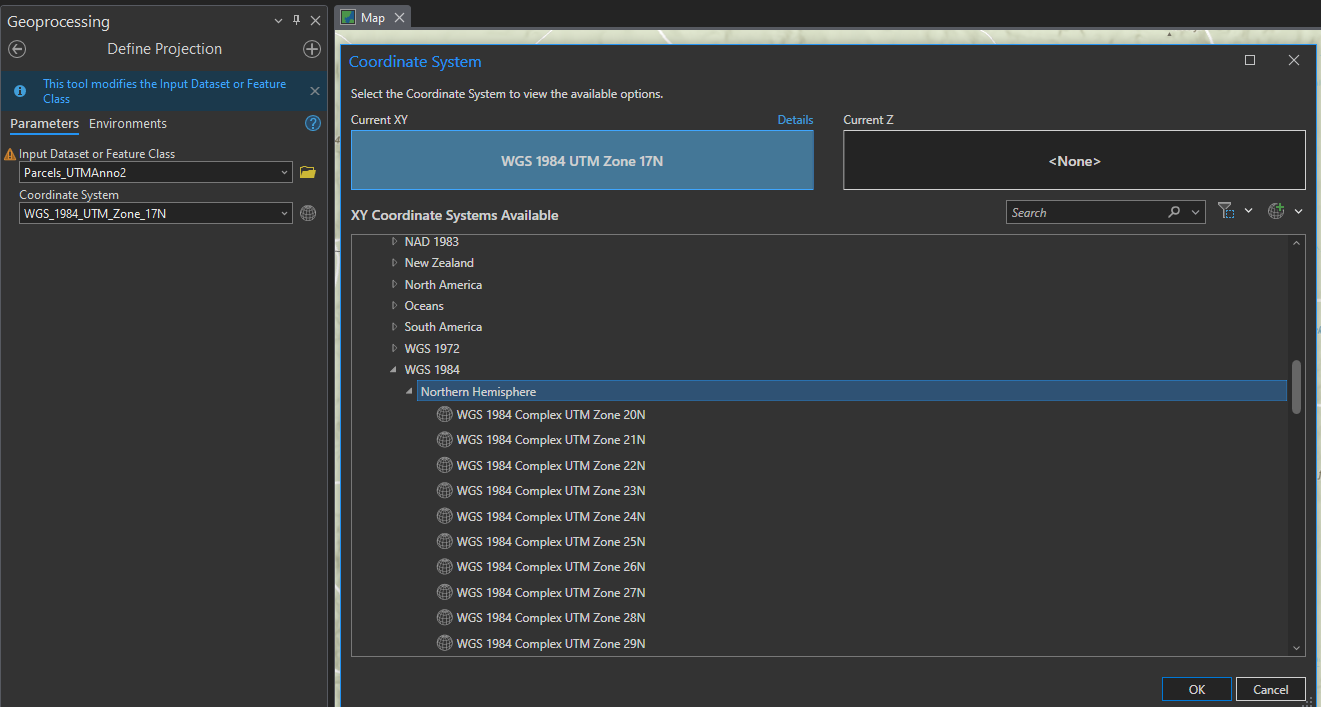 Geoprocessing
Define Projection
This tool modifies the Input Dataset or Feature
Class
Parameters Environments
Input Dataset or Feature Class
Parcels_UTMAnno2
Coordinate System
WGS_1984_UTM_Zone_17N
Map
Coordinate System
Select the Coordinate System to view the available options.
Current XY Details Current Z
WGS 1984 UTM Zone 17N <None>
XY Coordinate Systems Available Search
NAD 1983
New Zealand
North America
Oceans
South America
WGS 1972
WGS 1984
Northern Hemisphere
WGS 1984 Complex UTM Zone 20N
WGS 1984 Complex UTM Zone 21N
WGS 1984 Complex UTM Zone 22N
WGS 1984 Complex UTM Zone 23N
WGS 1984 Complex UTM Zone 24N
WGS 1984 Complex UTM Zone 25N
WGS 1984 Complex UTM Zone 26N
WGS 1984 Complex UTM Zone 27N
WGS 1984 Complex UTM Zone 28N
WGS 1984 Complex UTM Zone 29N
OK Cancel